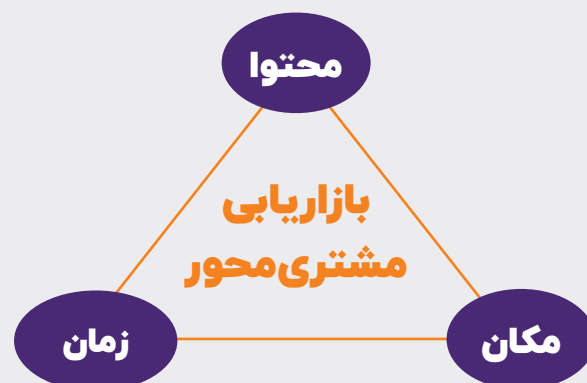 محتوا
بازاریابی
مشتری‌محور
مکان
زمان